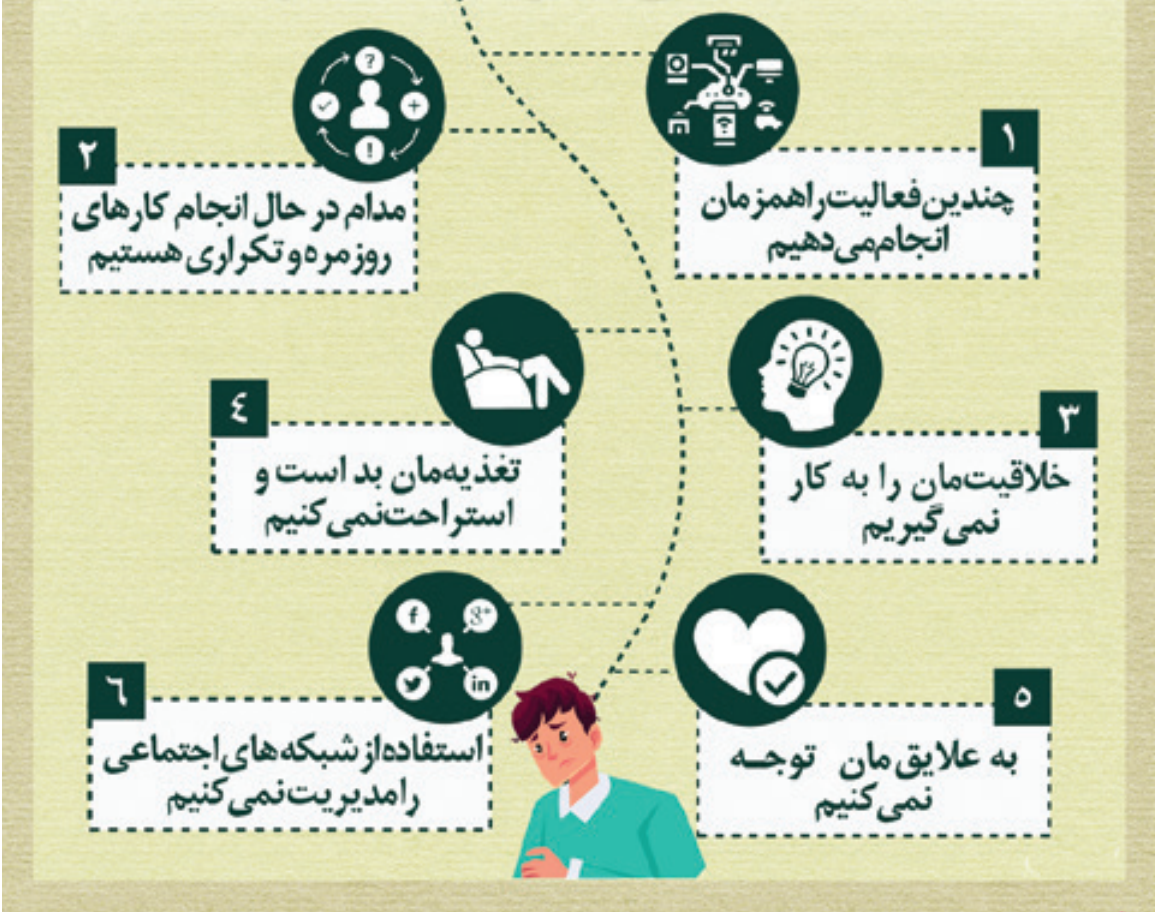 ۱
چندین فعالیت را همزمان
انجام می‌دهیم
۲
مدام در حال انجام کارهای
روزمره و تکراری هستیم
۳
خلاقیت‌مان را به کار
نمی‌گیریم
٤
تغذیه‌مان بد است و
استراحت نمی‌کنیم
۵
به علایق‌مان توجه
نمی‌کنیم
٦
استفاده از شبکه‌های اجتماعی
را مدیریت نمی‌کنیم
?
+
!
f
g+
in